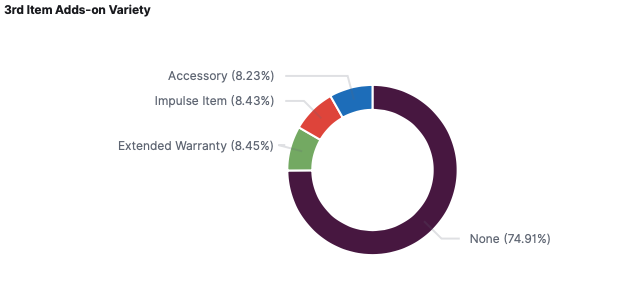 3rd Item Adds-on Variety
Accessory (8.23%)
Impulse Item (8.43%)
Extended Warranty (8.45%)
None (74.91%)